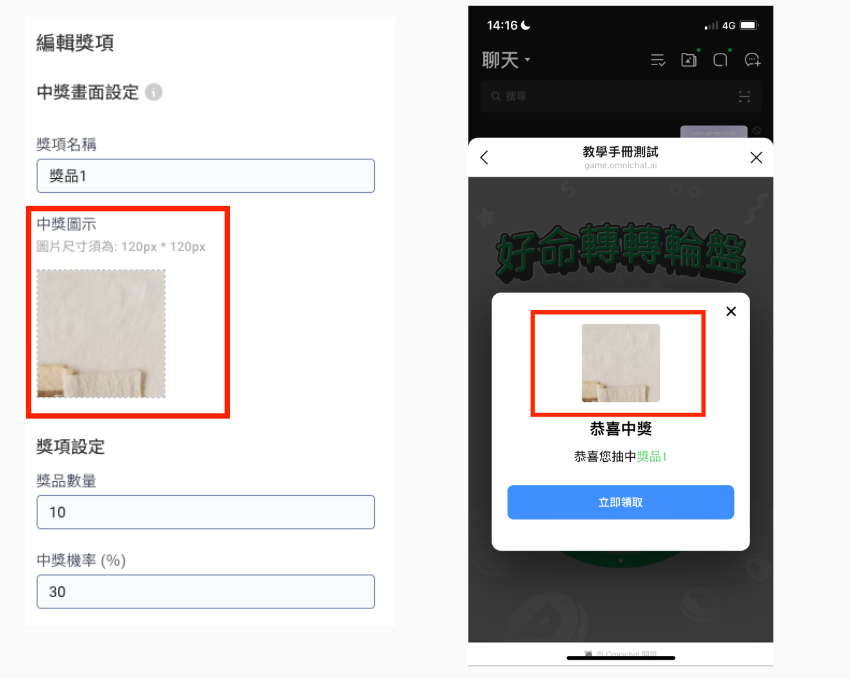 編輯獎項
中獎畫面設定
獎項名稱
獎品1
中獎圖示
圖片尺寸須為: 120px * 120px
獎項設定
獎品數量
10
中獎機率 (%)
30
14:16
4G
聊天
搜尋
教學手冊測試
game.omnichat.ai
好命轉轉輪盤
恭喜中獎
恭喜您抽中獎品1
立即領取
由 Omnichat 開發